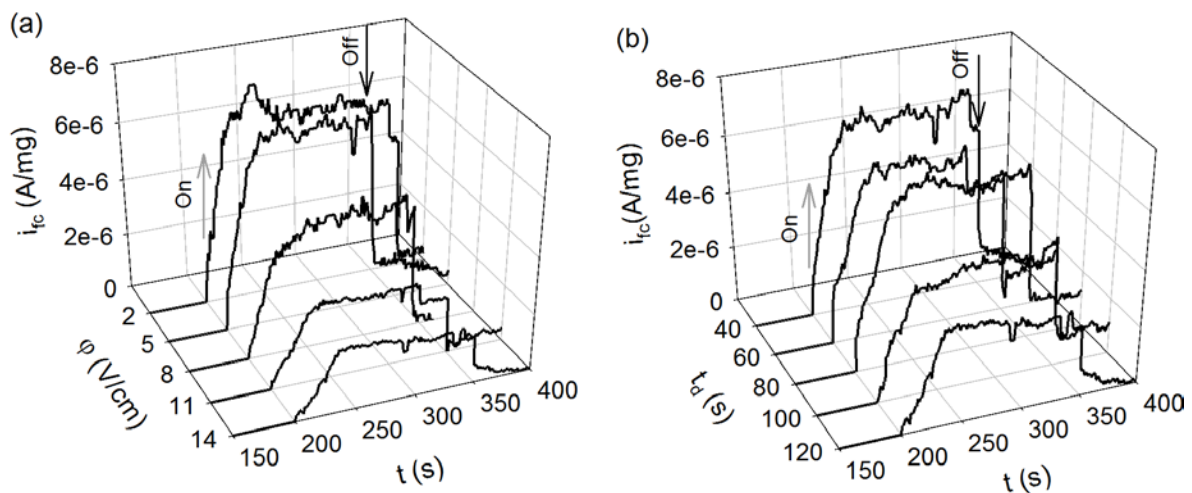 (a)
8e-6
6e-6
4e-6
2e-6
0
i_fc (A/mg)
On
Off
2
5
8
11
14
φ (V/cm)
150
200
250
300
350
400
t (s)
(b)
8e-6
6e-6
4e-6
2e-6
0
i_fc(A/mg)
On
Off
40
60
80
100
120
t_d (s)
150
200
250
300
350
400
t (s)